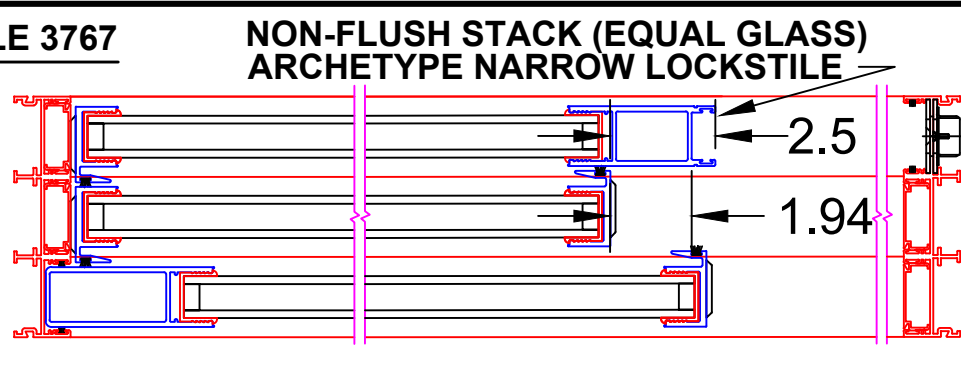 LE 3767
NON-FLUSH STACK (EQUAL GLASS)
ARCHETYPE NARROW LOCKSTILE
2.5
1.94